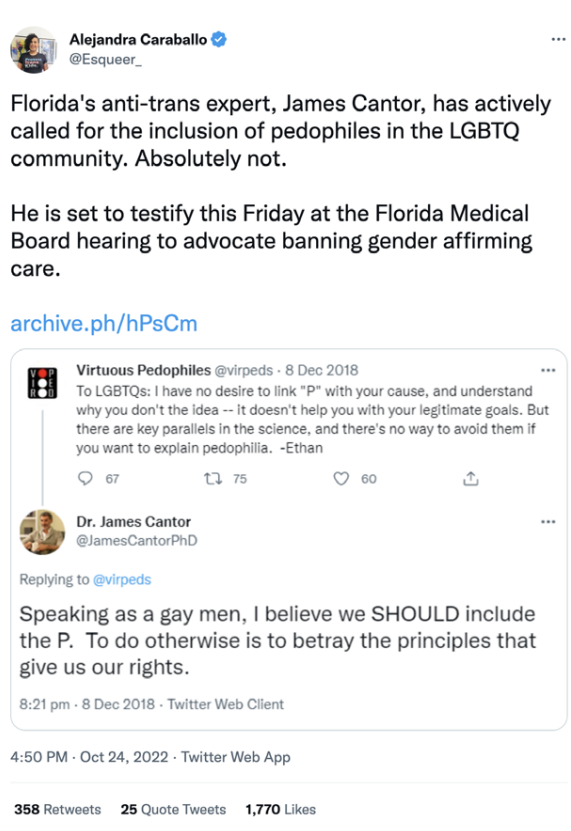 Alejandra Caraballo
@Esqueer_
Florida's anti-trans expert, James Cantor, has actively
called for the inclusion of pedophiles in the LGBTQ
community. Absolutely not.
He is set to testify this Friday at the Florida Medical
Board hearing to advocate banning gender affirming
care.
archive.ph/hPsCm
Virtuous Pedophiles @virpeds · 8 Dec 2018
To LGBTQs: I have no desire to link "P" with your cause, and understand
why you don't the idea -- it doesn't help you with your legitimate goals. But
there are key parallels in the science, and there's no way to avoid them if
you want to explain pedophilia. -Ethan
67 75 60
Dr. James Cantor
@JamesCantorPhD
Replying to @virpeds
Speaking as a gay men, I believe we SHOULD include
the P. To do otherwise is to betray the principles that
give us our rights.
8:21 pm · 8 Dec 2018 · Twitter Web Client
4:50 PM · Oct 24, 2022 · Twitter Web App
358 Retweets 25 Quote Tweets 1,770 Likes